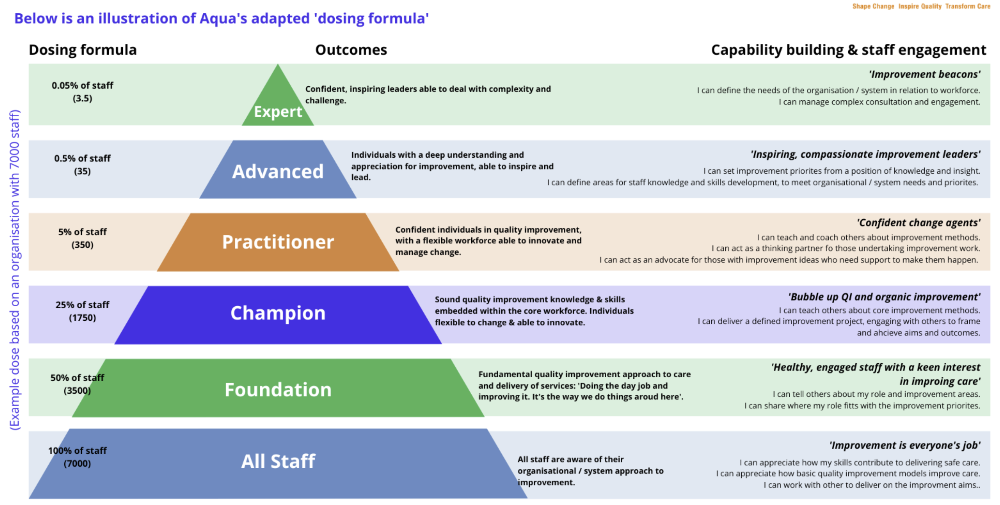 Shape Change Inspire Quality Transform Care
Below is an illustration of Aqua's adapted 'dosing formula'
Dosing formula
Outcomes
Capability building & staff engagement
(Example dose based on an organisation with 7000 staff)
0.05% of staff
(3.5)
Expert
Confident, inspiring leaders able to deal with complexity and
challenge.
'Improvement beacons'
I can define the needs of the organisation / system in relation to workforce.
I can manage complex consultation and engagement.
0.5% of staff
(35)
Advanced
Individuals with a deep understanding and
appreciation for improvement, able to inspire and
lead.
'Inspiring, compassionate improvement leaders'
I can set improvement priorites from a position of knowledge and insight.
I can define areas for staff knowledge and skills development, to meet organisational / system needs and priorites.
5% of staff
(350)
Practitioner
Confident individuals in quality improvement,
with a flexible workforce able to innovate and
manage change.
'Confident change agents'
I can teach and coach others about improvement methods.
I can act as a thinking partner fo those undertaking improvement work.
I can act as an advocate for those with improvement ideas who need support to make them happen.
25% of staff
(1750)
Champion
Sound quality improvement knowledge & skills
embedded within the core workforce. Individuals
flexible to change & able to innovate.
'Bubble up QI and organic improvement'
I can teach others about core improvement methods.
I can deliver a defined improvement project, engaging with others to frame
and ahcieve aims and outcomes.
50% of staff
(3500)
Foundation
Fundamental quality improvement approach to care
and delivery of services: 'Doing the day job and
improving it. It's the way we do things aroud here'.
'Healthy, engaged staff with a keen interest
in improing care'
I can tell others about my role and improvement areas.
I can share where my role fitts with the improvement priorites.
100% of staff
(7000)
All Staff
All staff are aware of their
organisational / system approach to
improvement.
'Improvement is everyone's job'
I can appreciate how my skills contribute to delivering safe care.
I can appreciate how basic quality improvement models improve care.
I can work with other to deliver on the improvment aims..